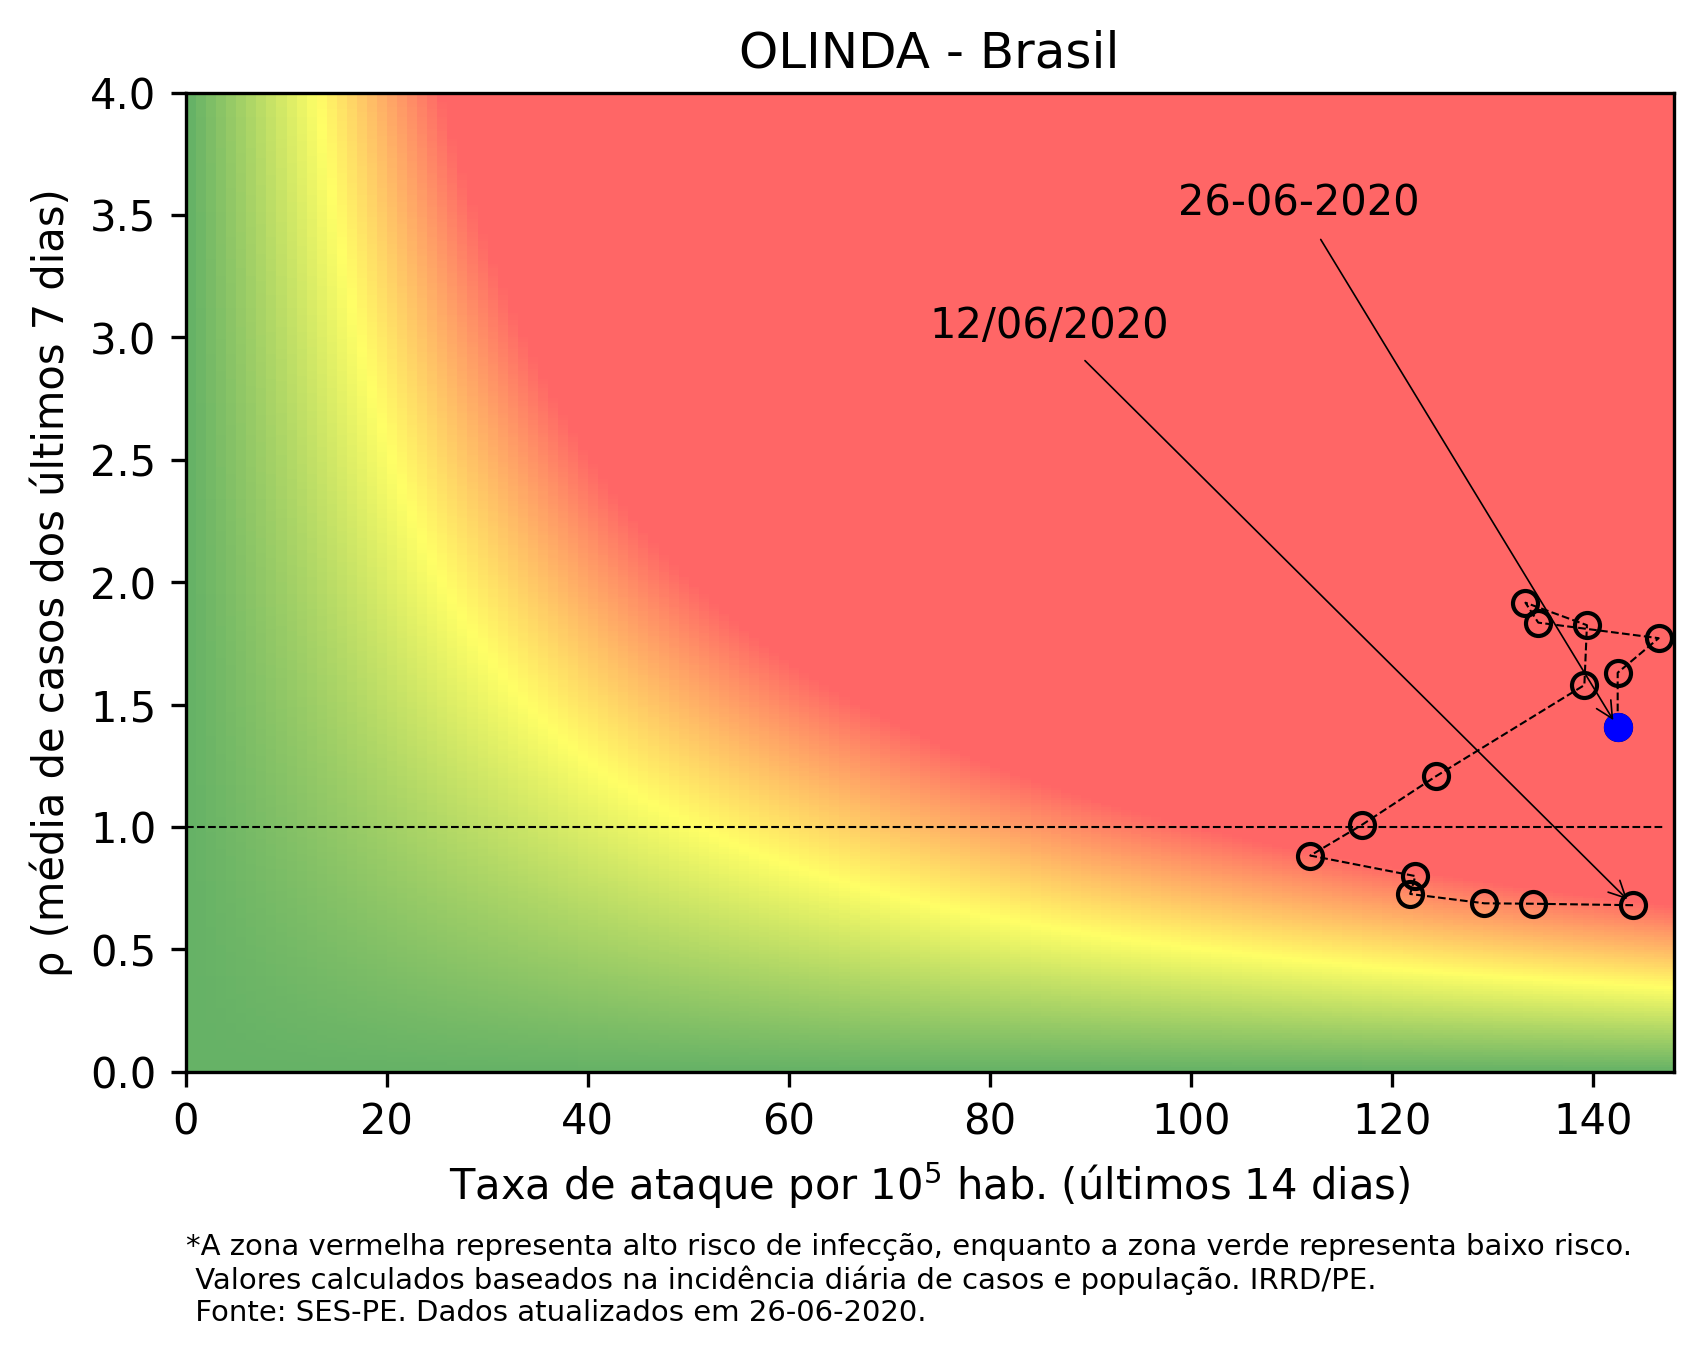 OLINDA - Brasil
4.0
3.5
3.0
2.5
2.0
1.5
1.0
0.5
0.0
ρ (média de casos dos últimos 7 dias)
26-06-2020
12/06/2020
0 20 40 60 80 100 120 140
Taxa de ataque por 10⁵ hab. (últimos 14 dias)
*A zona vermelha representa alto risco de infecção, enquanto a zona verde representa baixo risco.
Valores calculados baseados na incidência diária de casos e população. IRRD/PE.
Fonte: SES-PE. Dados atualizados em 26-06-2020.